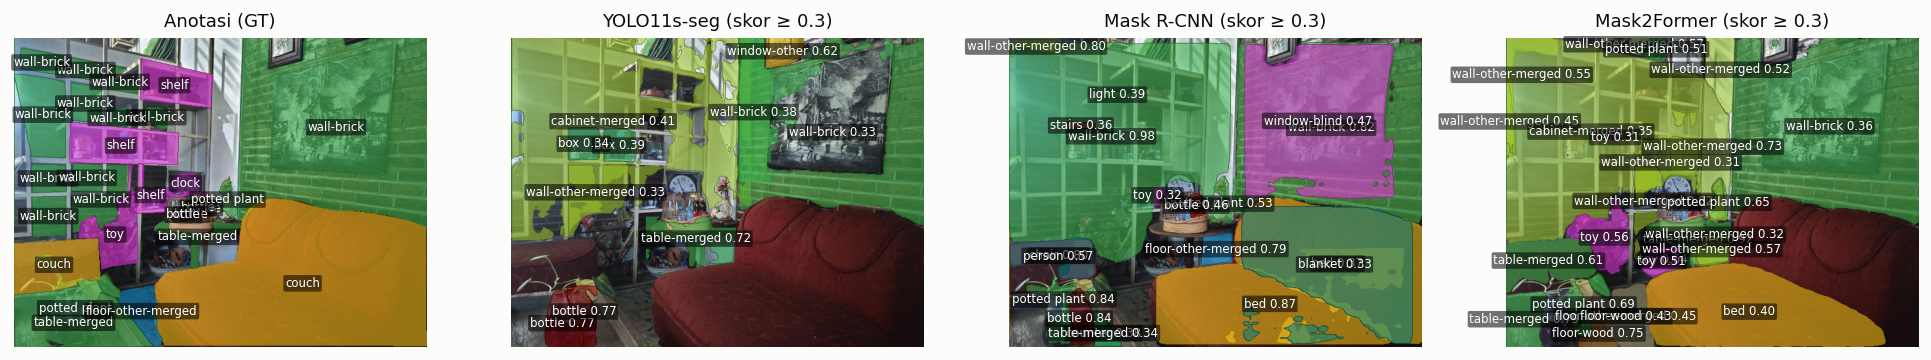 Anotasi (GT)
wall-brick
wall-brick
wall-brick
shelf
wall-brick
wall-brick
wall-brick
wall-brick
shelf
wall-brick
wall-brick
clock
shelf
wall-brick
potted plant
bottle
wall-brick
toy
table-merged
couch
couch
potted plant
floor-other-merged
table-merged
YOLO11s-seg (skor ≥ 0.3)
window-other 0.62
wall-brick 0.38
cabinet-merged 0.41
wall-brick 0.33
box 0.34
box 0.39
wall-other-merged 0.33
table-merged 0.72
bottle 0.77
bottle 0.77
Mask R-CNN (skor ≥ 0.3)
wall-other-merged 0.80
light 0.39
stairs 0.36
window-blind 0.47
wall-brick 0.98
toy 0.32
bottle 0.46
floor-other-merged 0.79
person 0.57
blanket 0.33
potted plant 0.84
bed 0.87
bottle 0.84
table-merged 0.34
Mask2Former (skor ≥ 0.3)
potted plant 0.51
wall-other-merged 0.55
wall-other-merged 0.52
wall-other-merged 0.45
cabinet-merged 0.35
toy 0.31
wall-brick 0.36
wall-other-merged 0.73
wall-other-merged 0.31
potted plant 0.65
toy 0.56
wall-other-merged 0.32
wall-other-merged 0.57
table-merged 0.61
toy 0.51
potted plant 0.69
bed 0.40
table-merged
floor-wood 0.75